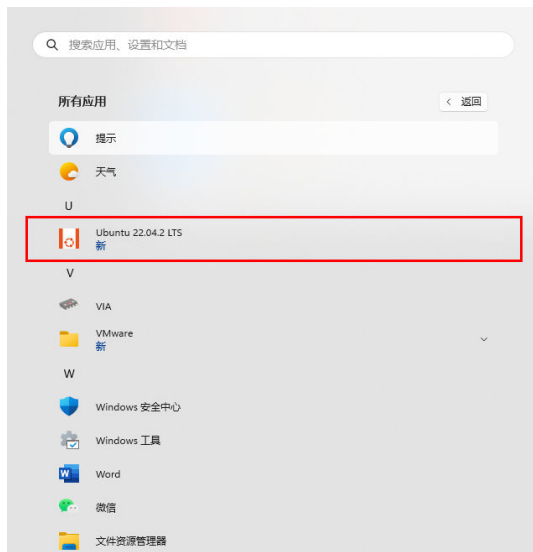 搜索应用、设置和文档
所有应用
返回
提示
天气
U
Ubuntu 22.04.2 LTS
新
V
VIA
VMware
新
W
Windows 安全中心
Windows 工具
Word
微信
文件资源管理器